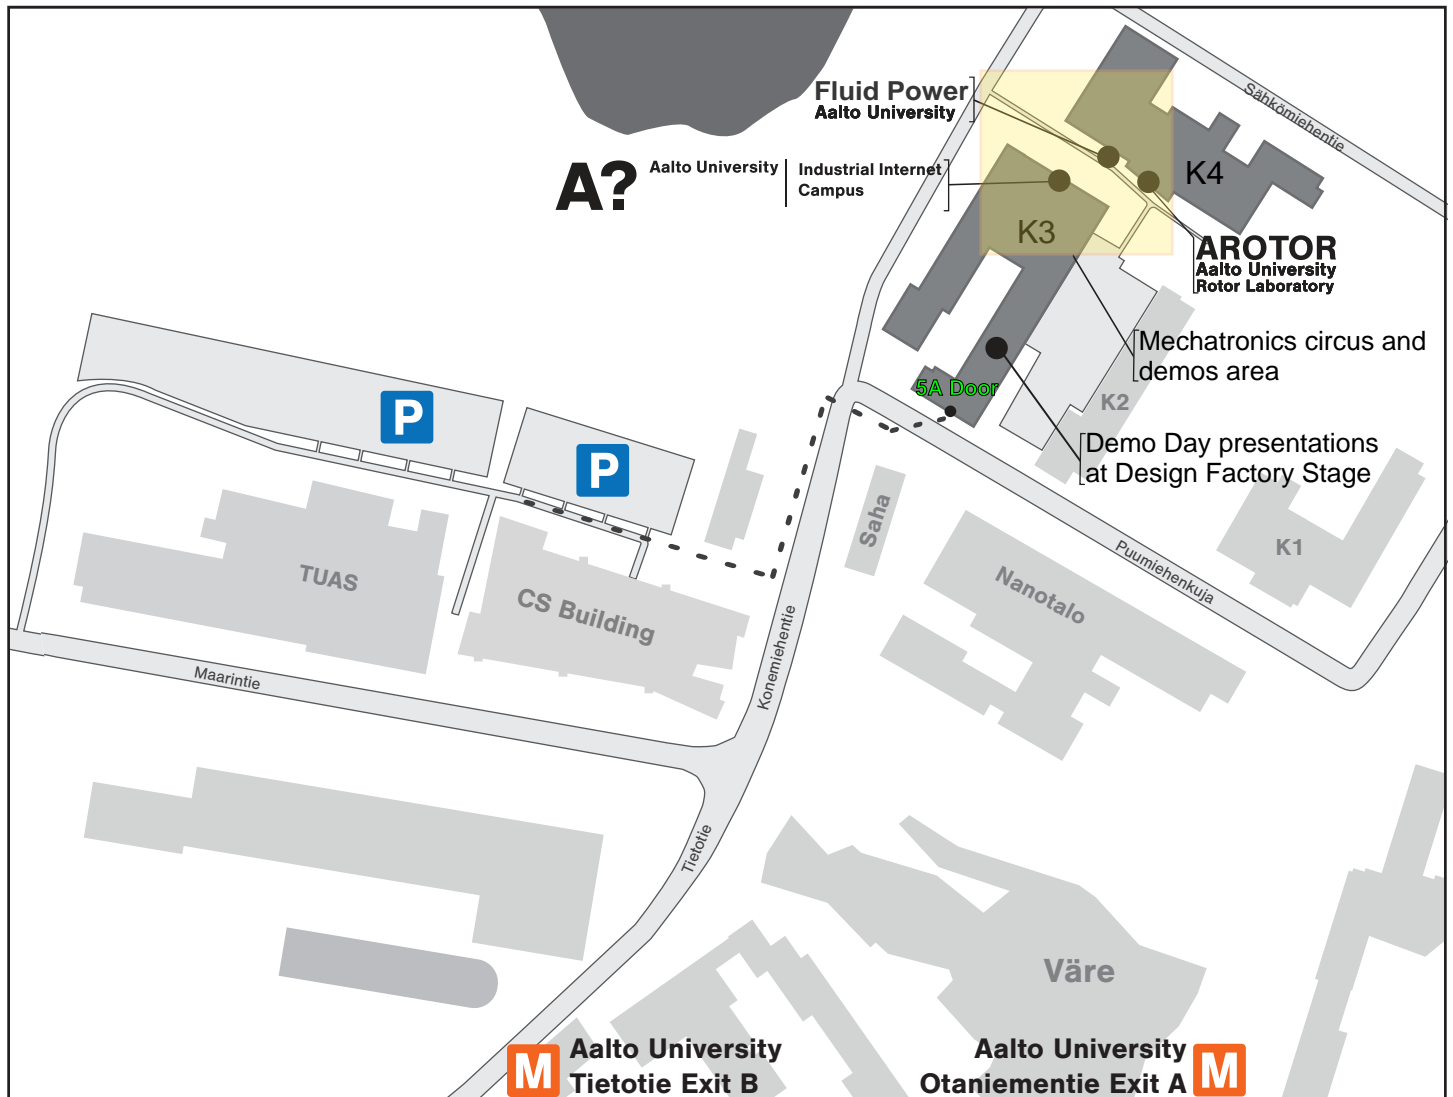 Fluid Power
Aalto University
Sähkömiehentie
A?
Aalto University
Industrial Internet
Campus
K4
K3
AROTOR
Aalto University
Rotor Laboratory
Mechatronics circus and
demos area
5A Door
K2
P
Demo Day presentations
at Design Factory Stage
P
Saha
K1
Puumiehenkuja
TUAS
Nanotalo
CS Building
Konemiehentie
Maarintie
Tietotie
Väre
M
Aalto University
Tietotie Exit B
Aalto University
Otaniementie Exit A
M